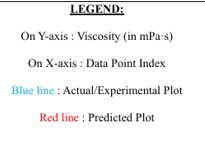 LEGEND:
On Y-axis : Viscosity (in mPa·s)
On X-axis : Data Point Index
Blue line : Actual/Experimental Plot
Red line : Predicted Plot